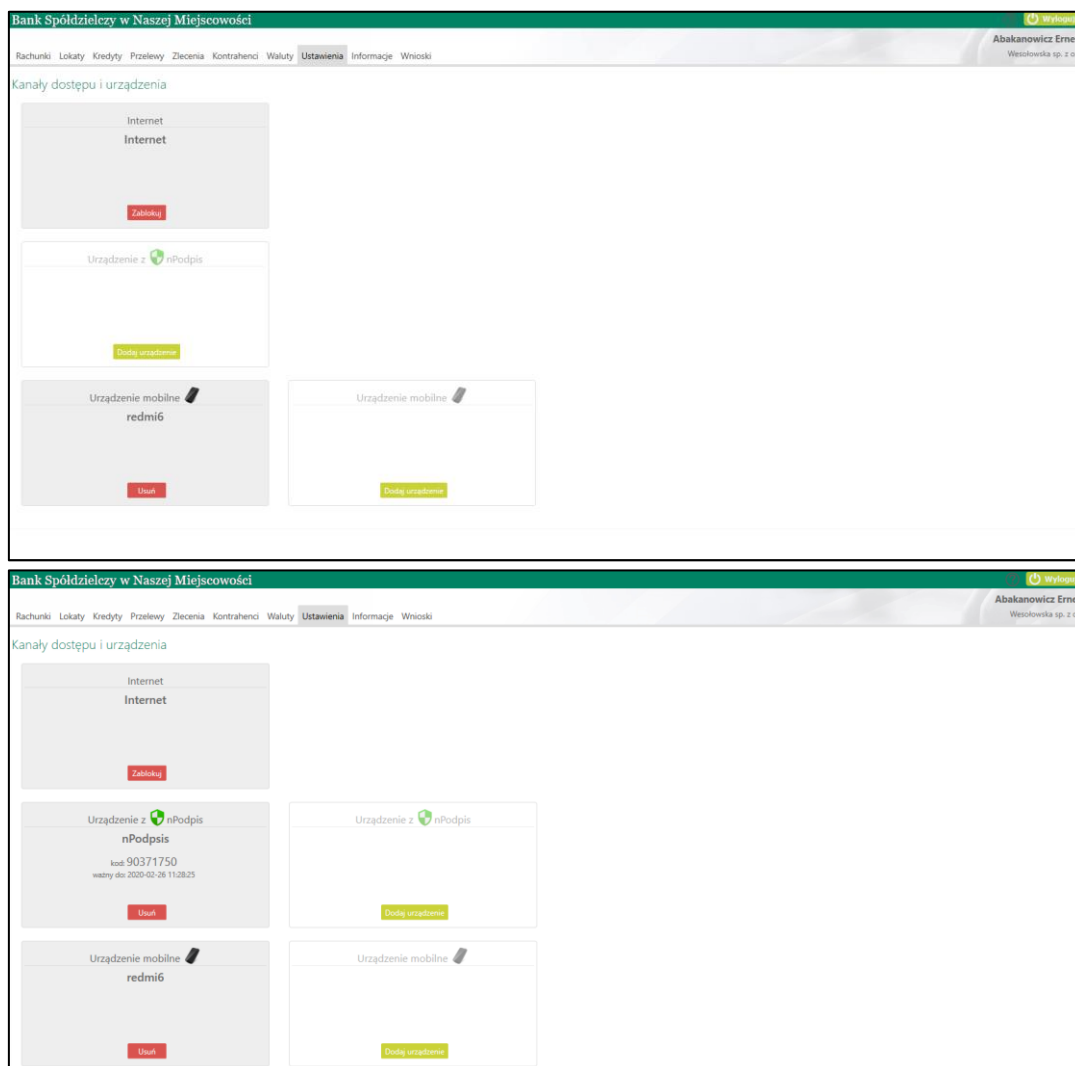 Bank Spółdzielczy w Naszej Miejscowości
Wyloguj
Abakanowicz Erne
Rachunki Lokaty Kredyty Przelewy Zlecenia Kontrahenci Waluty Ustawienia Informacje Wnioski
Wesołowska sp. z o
Kanały dostępu i urządzenia
Internet
Internet
Zablokuj
Urządzenie z nPodpis
Dodaj urządzenie
Urządzenie mobilne
Urządzenie mobilne
redmi6
Usuń
Dodaj urządzenie
Bank Spółdzielczy w Naszej Miejscowości
Wyloguj
Abakanowicz Erne
Rachunki Lokaty Kredyty Przelewy Zlecenia Kontrahenci Waluty Ustawienia Informacje Wnioski
Wesołowska sp. z o
Kanały dostępu i urządzenia
Internet
Internet
Zablokuj
Urządzenie z nPodpis
Urządzenie z nPodpis
nPodpsis
kod: 90371750
ważny do: 2020-02-26 11:28:25
Usuń
Dodaj urządzenie
Urządzenie mobilne
Urządzenie mobilne
redmi6
Usuń
Dodaj urządzenie